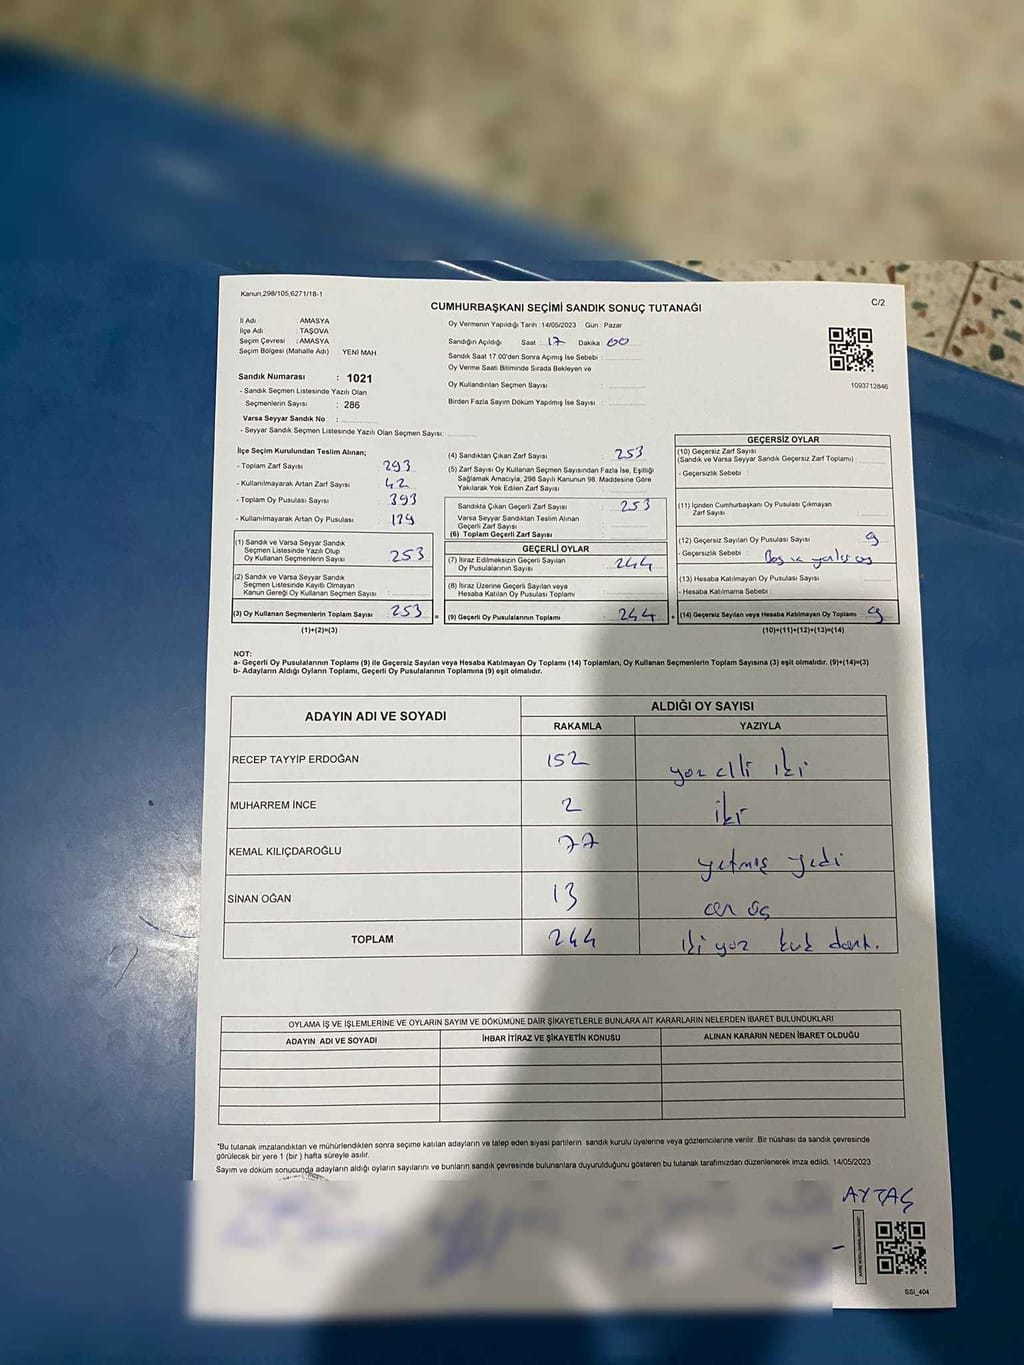 Kanun,298/105,6271/18-1
C/2
CUMHURBAŞKANI SEÇİMİ SANDIK SONUÇ TUTANAĞI
İl Adı : AMASYA
İlçe Adı : TAŞOVA
Seçim Çevresi : AMASYA
Seçim Bölgesi (Mahalle Adı) : YENİ MAH
Sandık Numarası : 1021
- Sandık Seçmen Listesinde Yazılı Olan
Seçmenlerin Sayısı : 286
Varsa Seyyar Sandık No :
- Seyyar Sandık Seçmen Listesinde Yazılı Olan Seçmen Sayısı:
Oy Vermenin Yapıldığı Tarih :14/05/2023 Gün : Pazar
Sandığın Açıldığı Saat 17 Dakika 00
Sandık Saat 17.00'den Sonra Açımış İse Sebebi
Oy Verme Saati Bitiminde Sırada Bekleyen ve
Oy Kullandırılan Seçmen Sayısı :
Birden Fazla Sayım Döküm Yapılmış İse Sayısı :
1093712846
İlçe Seçim Kurulundan Teslim Alınan;
- Toplam Zarf Sayısı 293
- Kullanılmayarak Artan Zarf Sayısı 42
- Toplam Oy Pusulası Sayısı 393
- Kullanılmayarak Artan Oy Pusulası
(1) Sandık ve Varsa Seyyar Sandık
Seçmen Listesinde Yazılı Olup
Oy Kullanan Seçmenlerin Sayısı 253
(2) Sandık ve Varsa Seyyar Sandık
Seçmen Listesinde Kayıtlı Olmayan
Kanun Gereği Oy Kullanan Seçmen Sayısı :
(3) Oy Kullanan Seçmenlerin Toplam Sayısı 253
(1)+(2)=(3)
(4) Sandıktan Çıkan Zarf Sayısı : 253
(5) Zarf Sayısı Oy Kullanan Seçmen Sayısından Fazla İse, Eşitliği
Sağlamak Amacıyla, 298 Sayılı Kanunun 98. Maddesine Göre
Yakılarak Yok Edilen Zarf Sayısı
Sandıkta Çıkan Geçerli Zarf Sayısı : 253
Varsa Seyyar Sandıktan Teslim Alınan
Geçerli Zarf Sayısı
(6) Toplam Geçerli Zarf Sayısı
GEÇERLİ OYLAR
(7) İtiraz Edilmeksizin Geçerli Sayılan
Oy Pusulalarının Sayısı : 244
(8) İtiraz Üzerine Geçerli Sayılan veya
Hesaba Katılan Oy Pusulası Toplamı
(9) Geçerli Oy Pusulalarının Toplamı : 244
GEÇERSİZ OYLAR
(10) Geçersiz Zarf Sayısı
(Sandık ve Varsa Seyyar Sandık Geçersiz Zarf Toplamı)
- Geçersizlik Sebebi :
(11) İçinden Cumhurbaşkanı Oy Pusulası Çıkmayan
Zarf Sayısı
(12) Geçersiz Sayılan Oy Pusulası Sayısı 9
- Geçersizlik Sebebi : Boş
(13) Hesaba Katılmayan Oy Pusulası Sayısı
- Hesaba Katılmama Sebebi
(14) Geçersiz Sayılan veya Hesaba Katılmayan Oy Toplamı 9
(10)+(11)+(12)+(13)=(14)
NOT:
a- Geçerli Oy Pusulalarının Toplamı (9) ile Geçersiz Sayılan veya Hesaba Katılmayan Oy Toplamı (14) Toplamları, Oy Kullanan Seçmenlerin Toplam Sayısına (3) eşit olmalıdır. (9)+(14)=(3)
b- Adayların Aldığı Oyların Toplamı, Geçerli Oy Pusulalarının Toplamına (9) eşit olmalıdır.
ADAYIN ADI VE SOYADI
ALDIĞI OY SAYISI
RAKAMLA YAZIYLA
RECEP TAYYİP ERDOĞAN 152 yüz elli iki
MUHARREM İNCE 2 iki
KEMAL KILIÇDAROĞLU 77 yetmiş yedi
SİNAN OĞAN 13 on üç
TOPLAM 244 iki yüz kırk dört.
OYLAMA İŞ VE İŞLEMLERİNE VE OYLARIN SAYIM VE DÖKÜMÜNE DAİR ŞİKAYETLERLE BUNLARA AİT KARARLARIN NELERDEN İBARET BULUNDUKLARI
ADAYIN ADI VE SOYADI İHBAR İTİRAZ VE ŞİKAYETİN KONUSU ALINAN KARARIN NEDEN İBARET OLDUĞU
*Bu tutanak imzalandıktan ve mühürlendikten sonra seçime katılan adayların ve talep eden siyasi partilerin sandık kurulu üyelerine veya gözlemcilerine verilir .Bir nüshası da sandık çevresinde
görülecek bir yere 1 (bir ) hafta süreyle asılır.
Sayım ve döküm sonucunda adayların aldığı oyların sayılarını ve bunların sandık çevresinde bulunanlara duyurulduğunu gösteren bu tutanak tarafımızdan düzenlenerek imza edildi. 14/05/2023
AYTAŞ
SSI_404